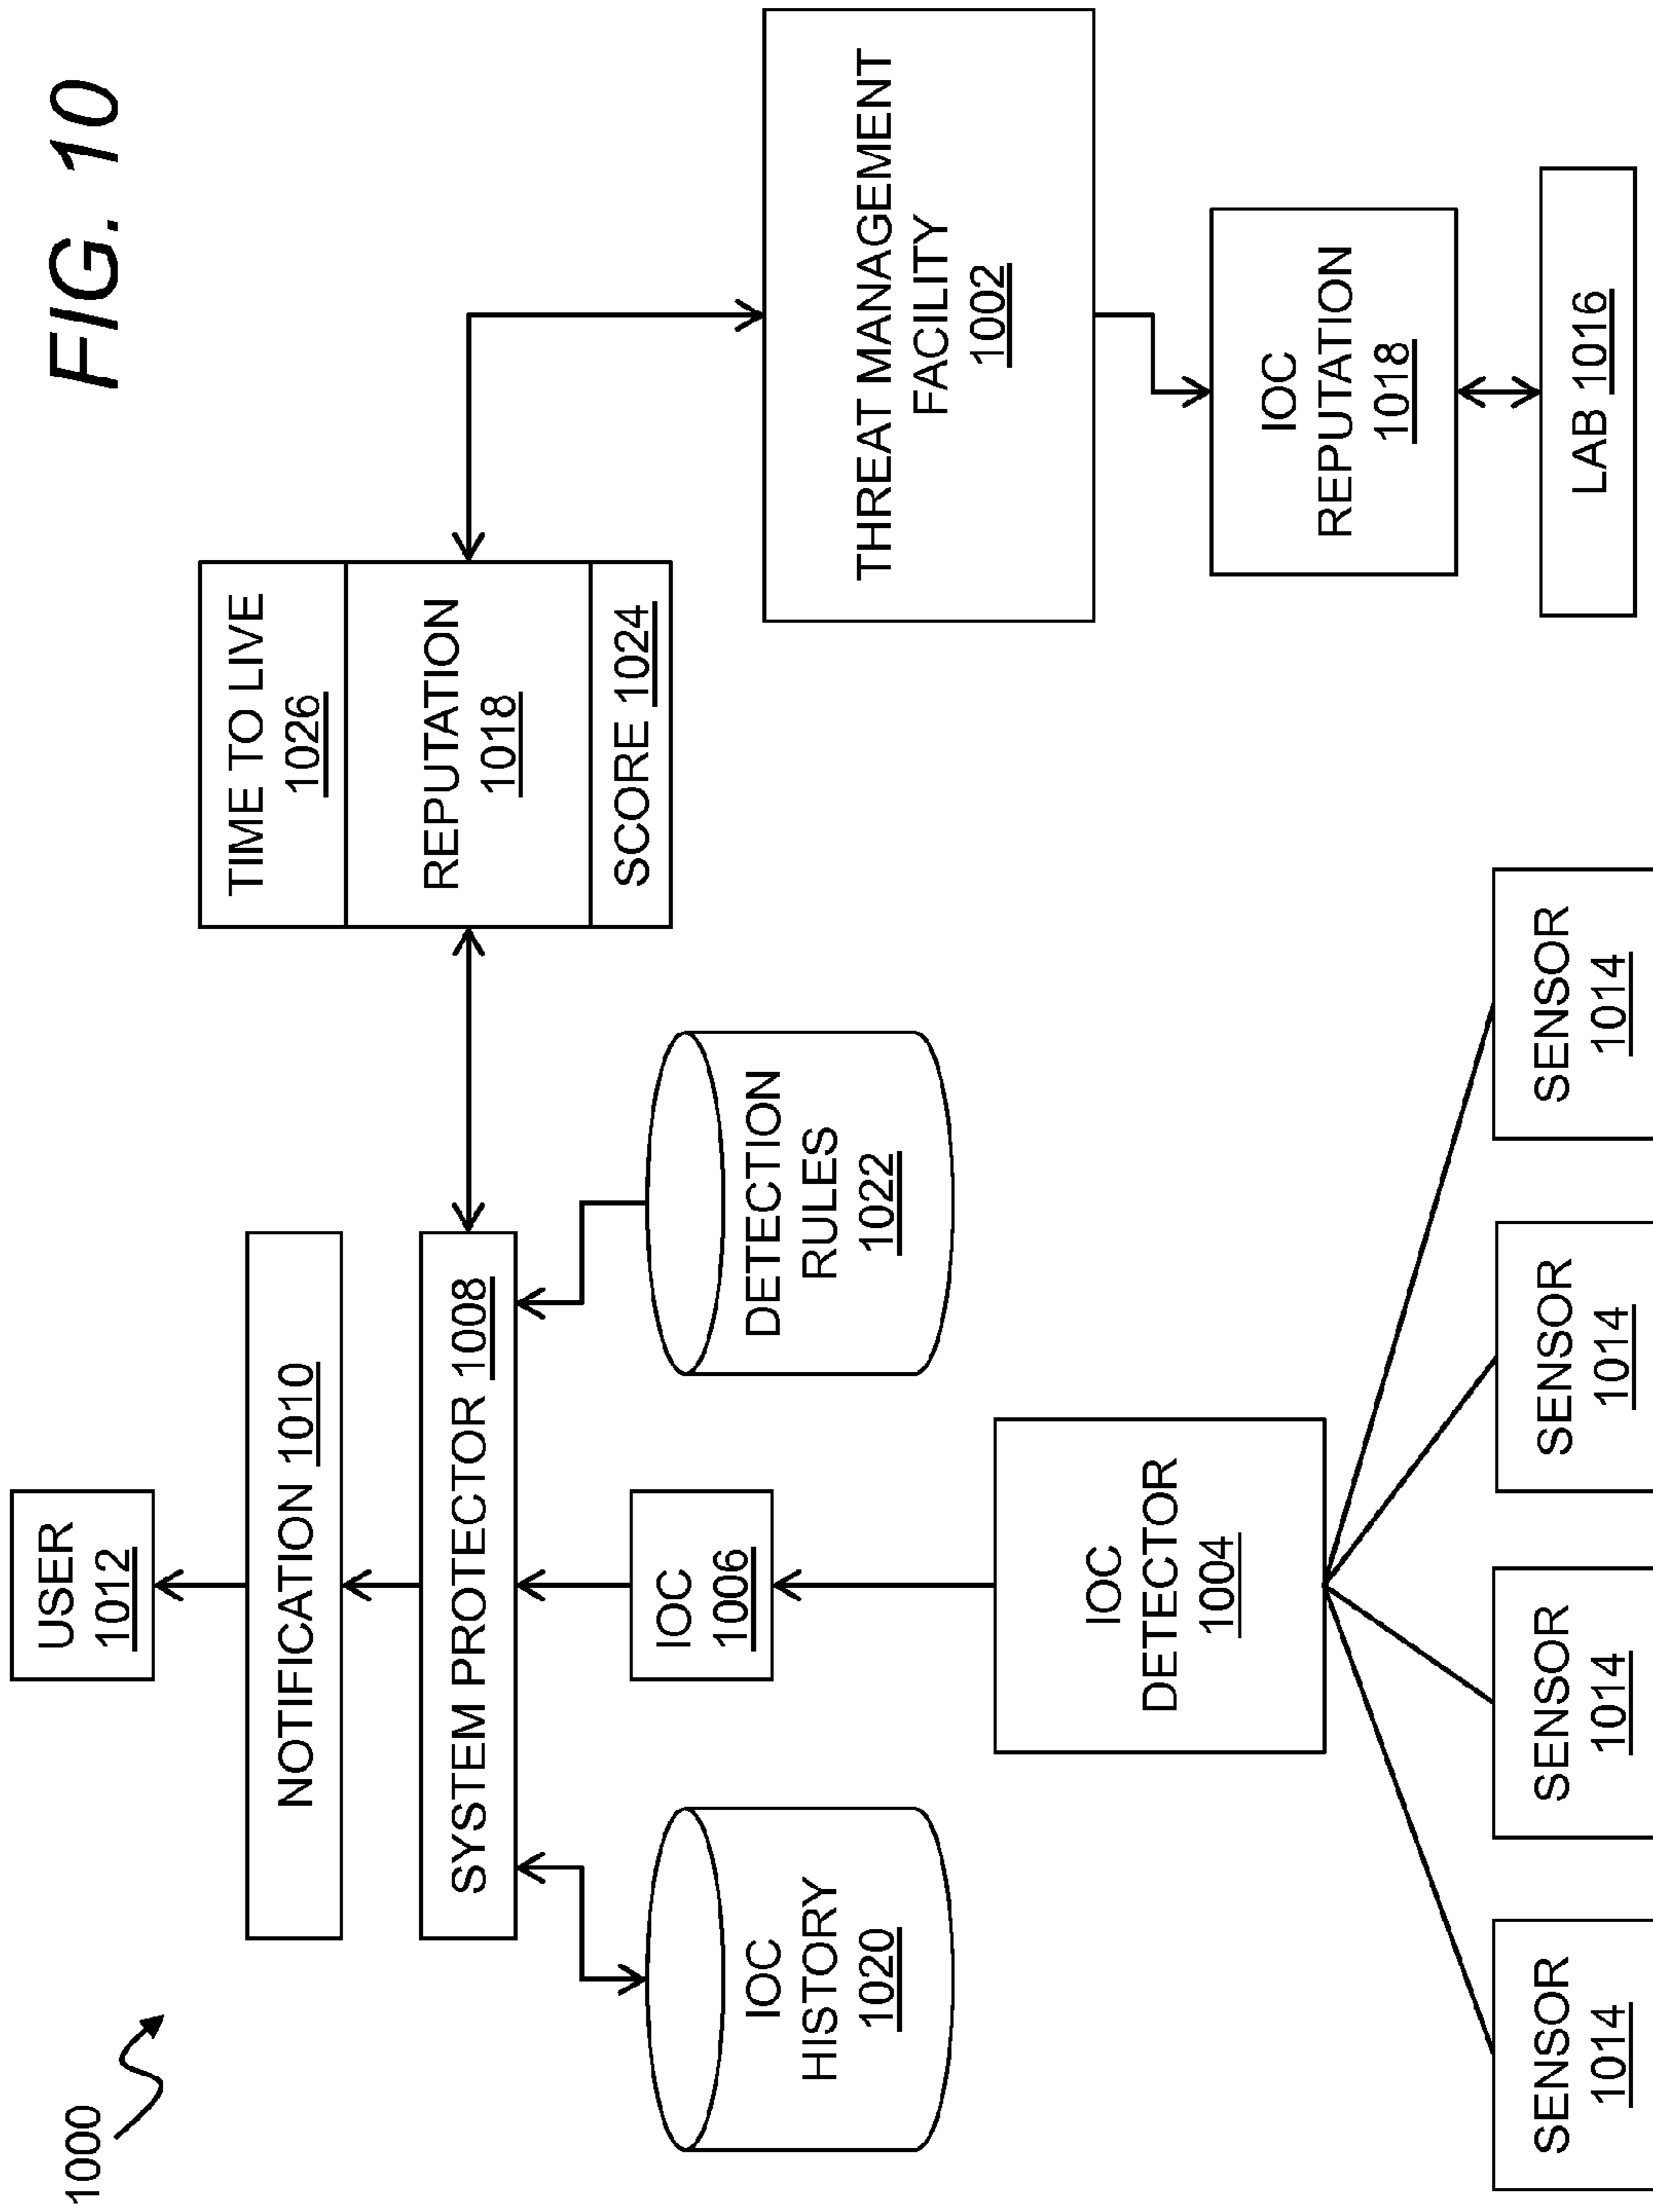 FIG. 10
1000
USER
1012
NOTIFICATION 1010
SYSTEM PROTECTOR 1008
TIME TO LIVE
1026
REPUTATION
1018
SCORE 1024
IOC
1006
IOC
HISTORY
1020
DETECTION
RULES
1022
THREAT MANAGEMENT
FACILITY
1002
IOC
DETECTOR
1004
IOC
REPUTATION
1018
SENSOR
1014
SENSOR
1014
SENSOR
1014
SENSOR
1014
LAB 1016